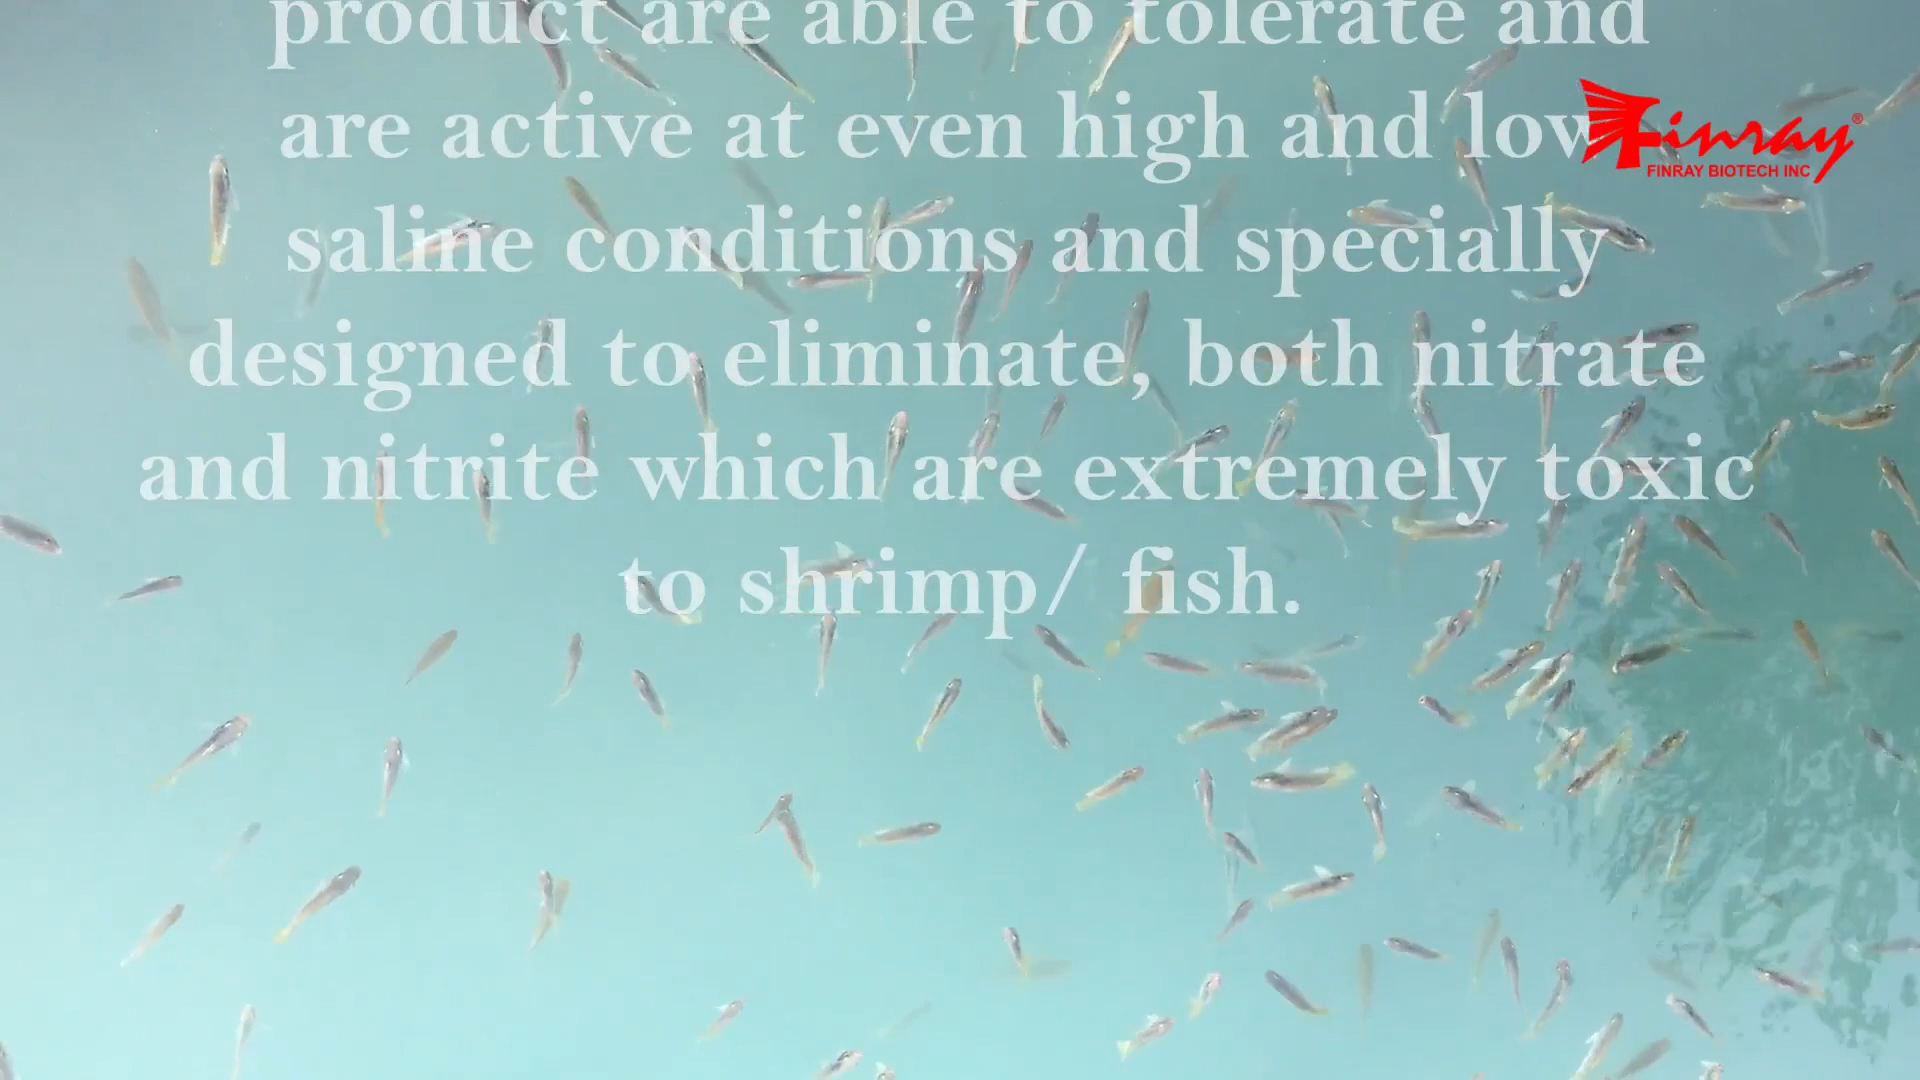 product are able to tolerate and
are active at even high and low
saline conditions and specially
designed to eliminate, both nitrate
and nitrite which are extremely toxic
to shrimp/ fish.
Finray®
FINRAY BIOTECH INC